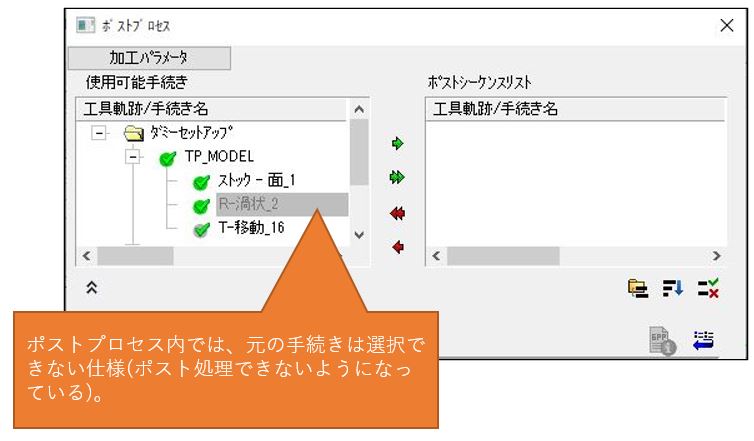 ﾎﾟｽﾄﾌﾟﾛｾｽ
加工ﾊﾟﾗﾒｰﾀ
使用可能手続き
ﾎﾟｽﾄｼｰｹﾝｽﾘｽﾄ
工具軌跡/手続き名
工具軌跡/手続き名
ﾀﾞﾐｰｾｯﾄｱｯﾌﾟ
TP_MODEL
ｽﾄｯｸ - 面_1
R-渦状_2
T-移動_16
GPP
ポストプロセス内では、元の手続きは選択で
きない仕様(ポスト処理できないようになっ
ている)。